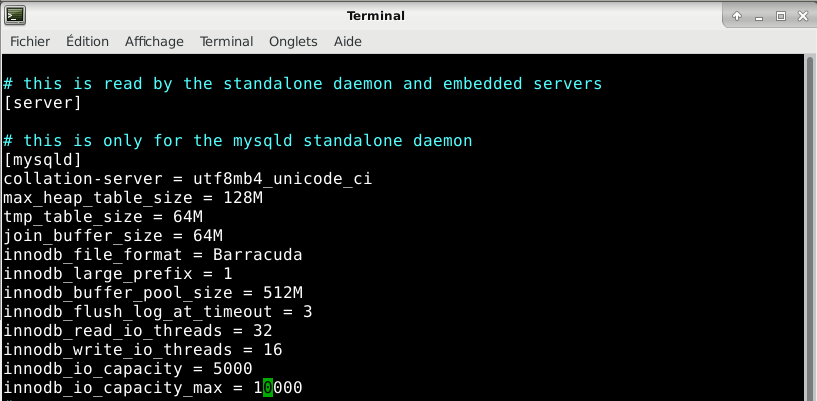 Terminal
Fichier Édition Affichage Terminal Onglets Aide
# this is read by the standalone daemon and embedded servers
[server]
# this is only for the mysqld standalone daemon
[mysqld]
collation-server = utf8mb4_unicode_ci
max_heap_table_size = 128M
tmp_table_size = 64M
join_buffer_size = 64M
innodb_file_format = Barracuda
innodb_large_prefix = 1
innodb_buffer_pool_size = 512M
innodb_flush_log_at_timeout = 3
innodb_read_io_threads = 32
innodb_write_io_threads = 16
innodb_io_capacity = 5000
innodb_io_capacity_max = 10000